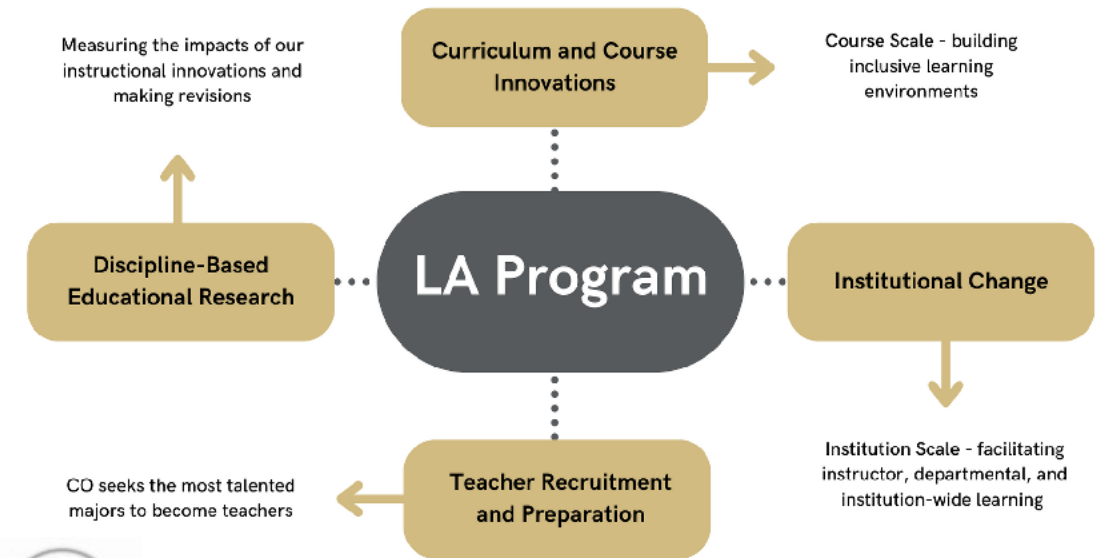 Measuring the impacts of our
instructional innovations and
making revisions
Curriculum and Course
Innovations
Course Scale - building
inclusive learning
environments
Discipline-Based
Educational Research
LA Program
Institutional Change
CO seeks the most talented
majors to become teachers
Teacher Recruitment
and Preparation
Institution Scale - facilitating
instructor, departmental, and
institution-wide learning